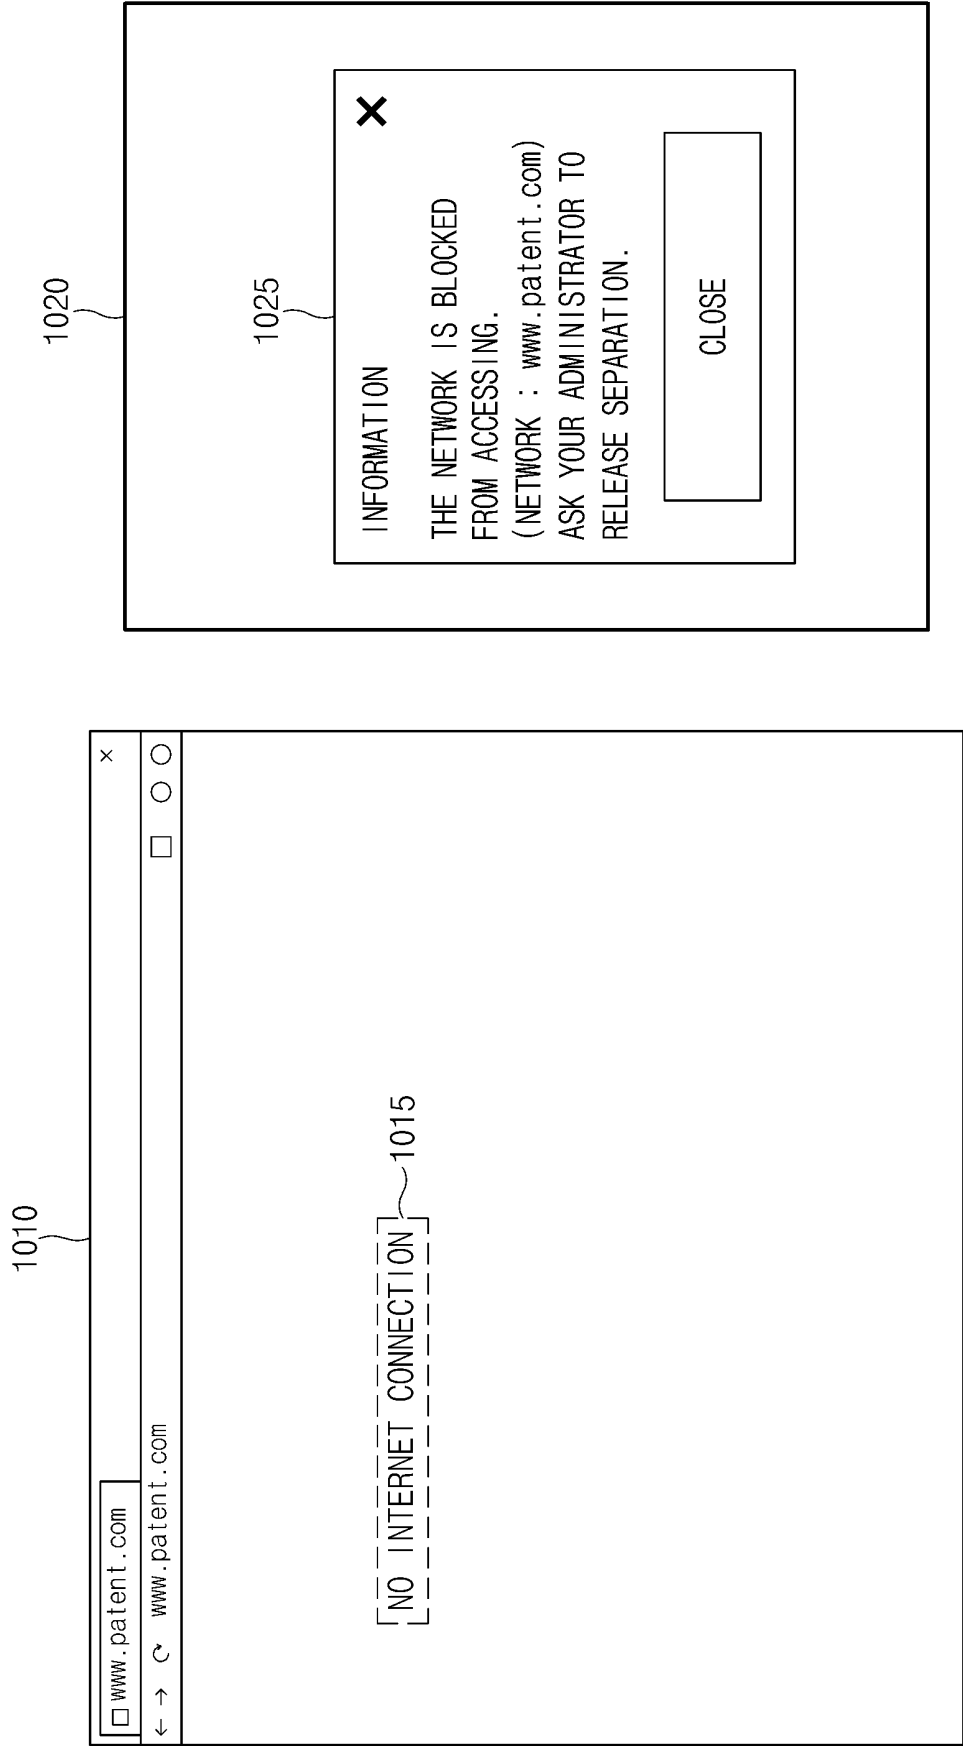 1010
www.patent.com
www.patent.com
NO INTERNET CONNECTION
1015
1020
1025
INFORMATION
THE NETWORK IS BLOCKED
FROM ACCESSING.
(NETWORK : www.patent.com)
ASK YOUR ADMINISTRATOR TO
RELEASE SEPARATION.
CLOSE